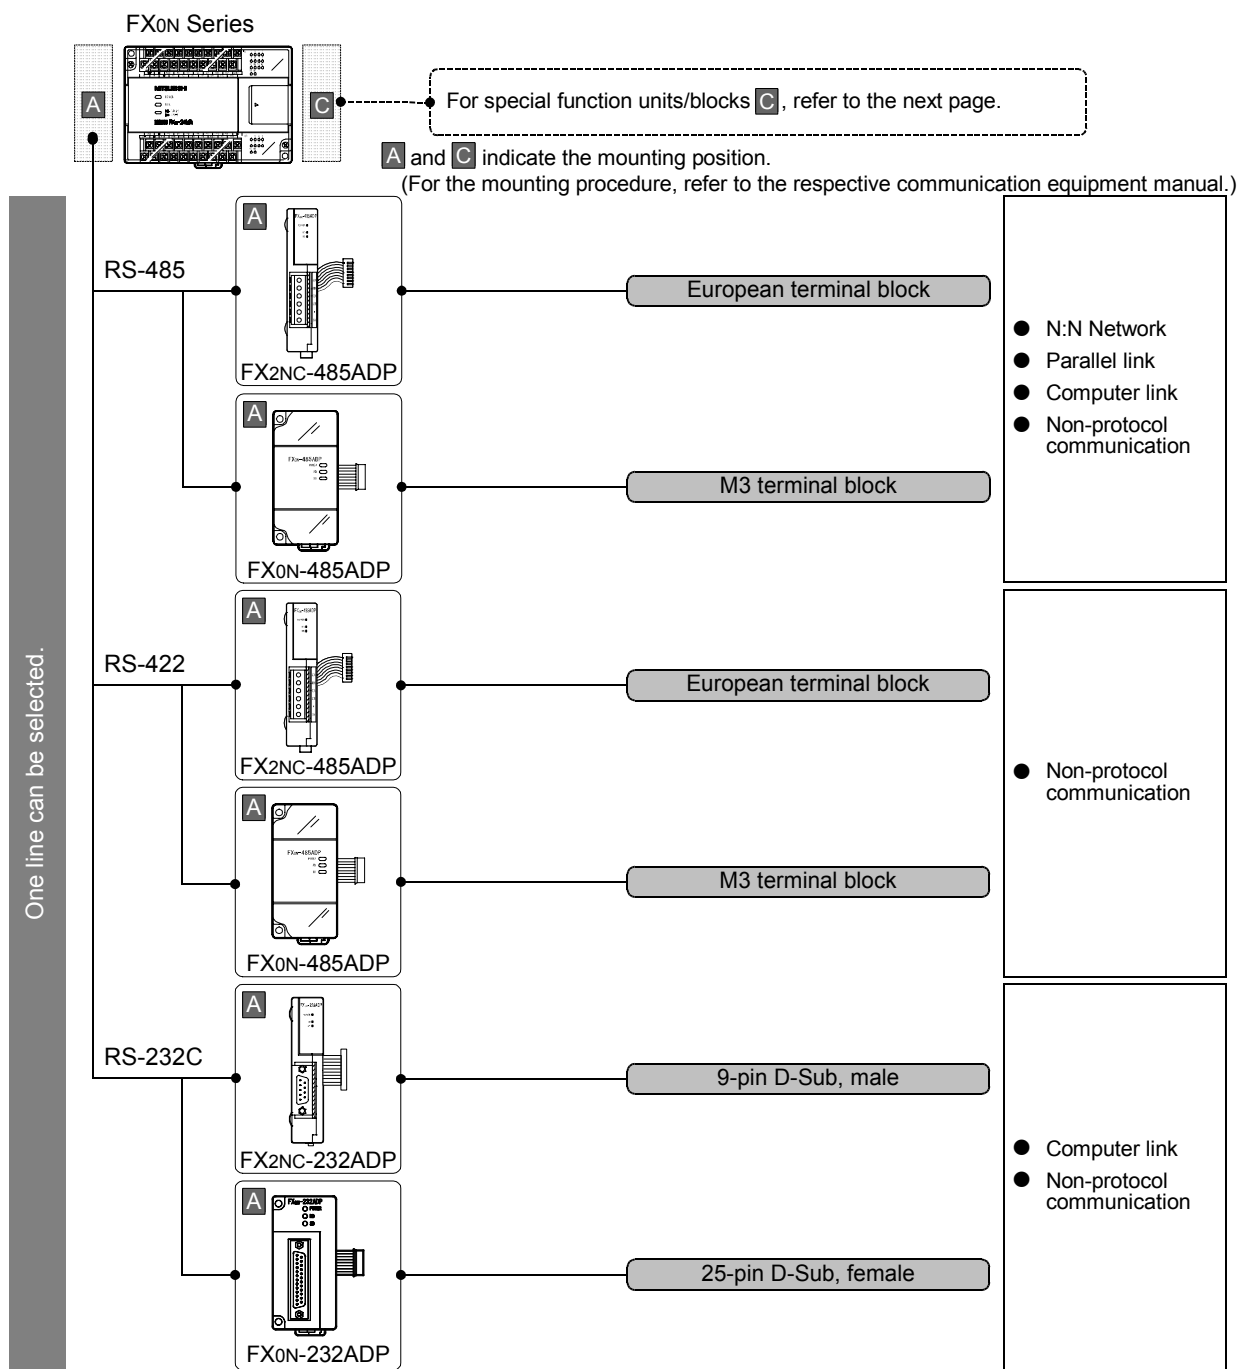 FX0N Series
A
C
For special function units/blocks C, refer to the next page.
A and C indicate the mounting position.
(For the mounting procedure, refer to the respective communication equipment manual.)
One line can be selected.
RS-485
A
FX2NC-485ADP
European terminal block
A
FX0N-485ADP
M3 terminal block
● N:N Network
● Parallel link
● Computer link
● Non-protocol
communication
RS-422
A
FX2NC-485ADP
European terminal block
A
FX0N-485ADP
M3 terminal block
● Non-protocol
communication
RS-232C
A
FX2NC-232ADP
9-pin D-Sub, male
A
FX0N-232ADP
25-pin D-Sub, female
● Computer link
● Non-protocol
communication